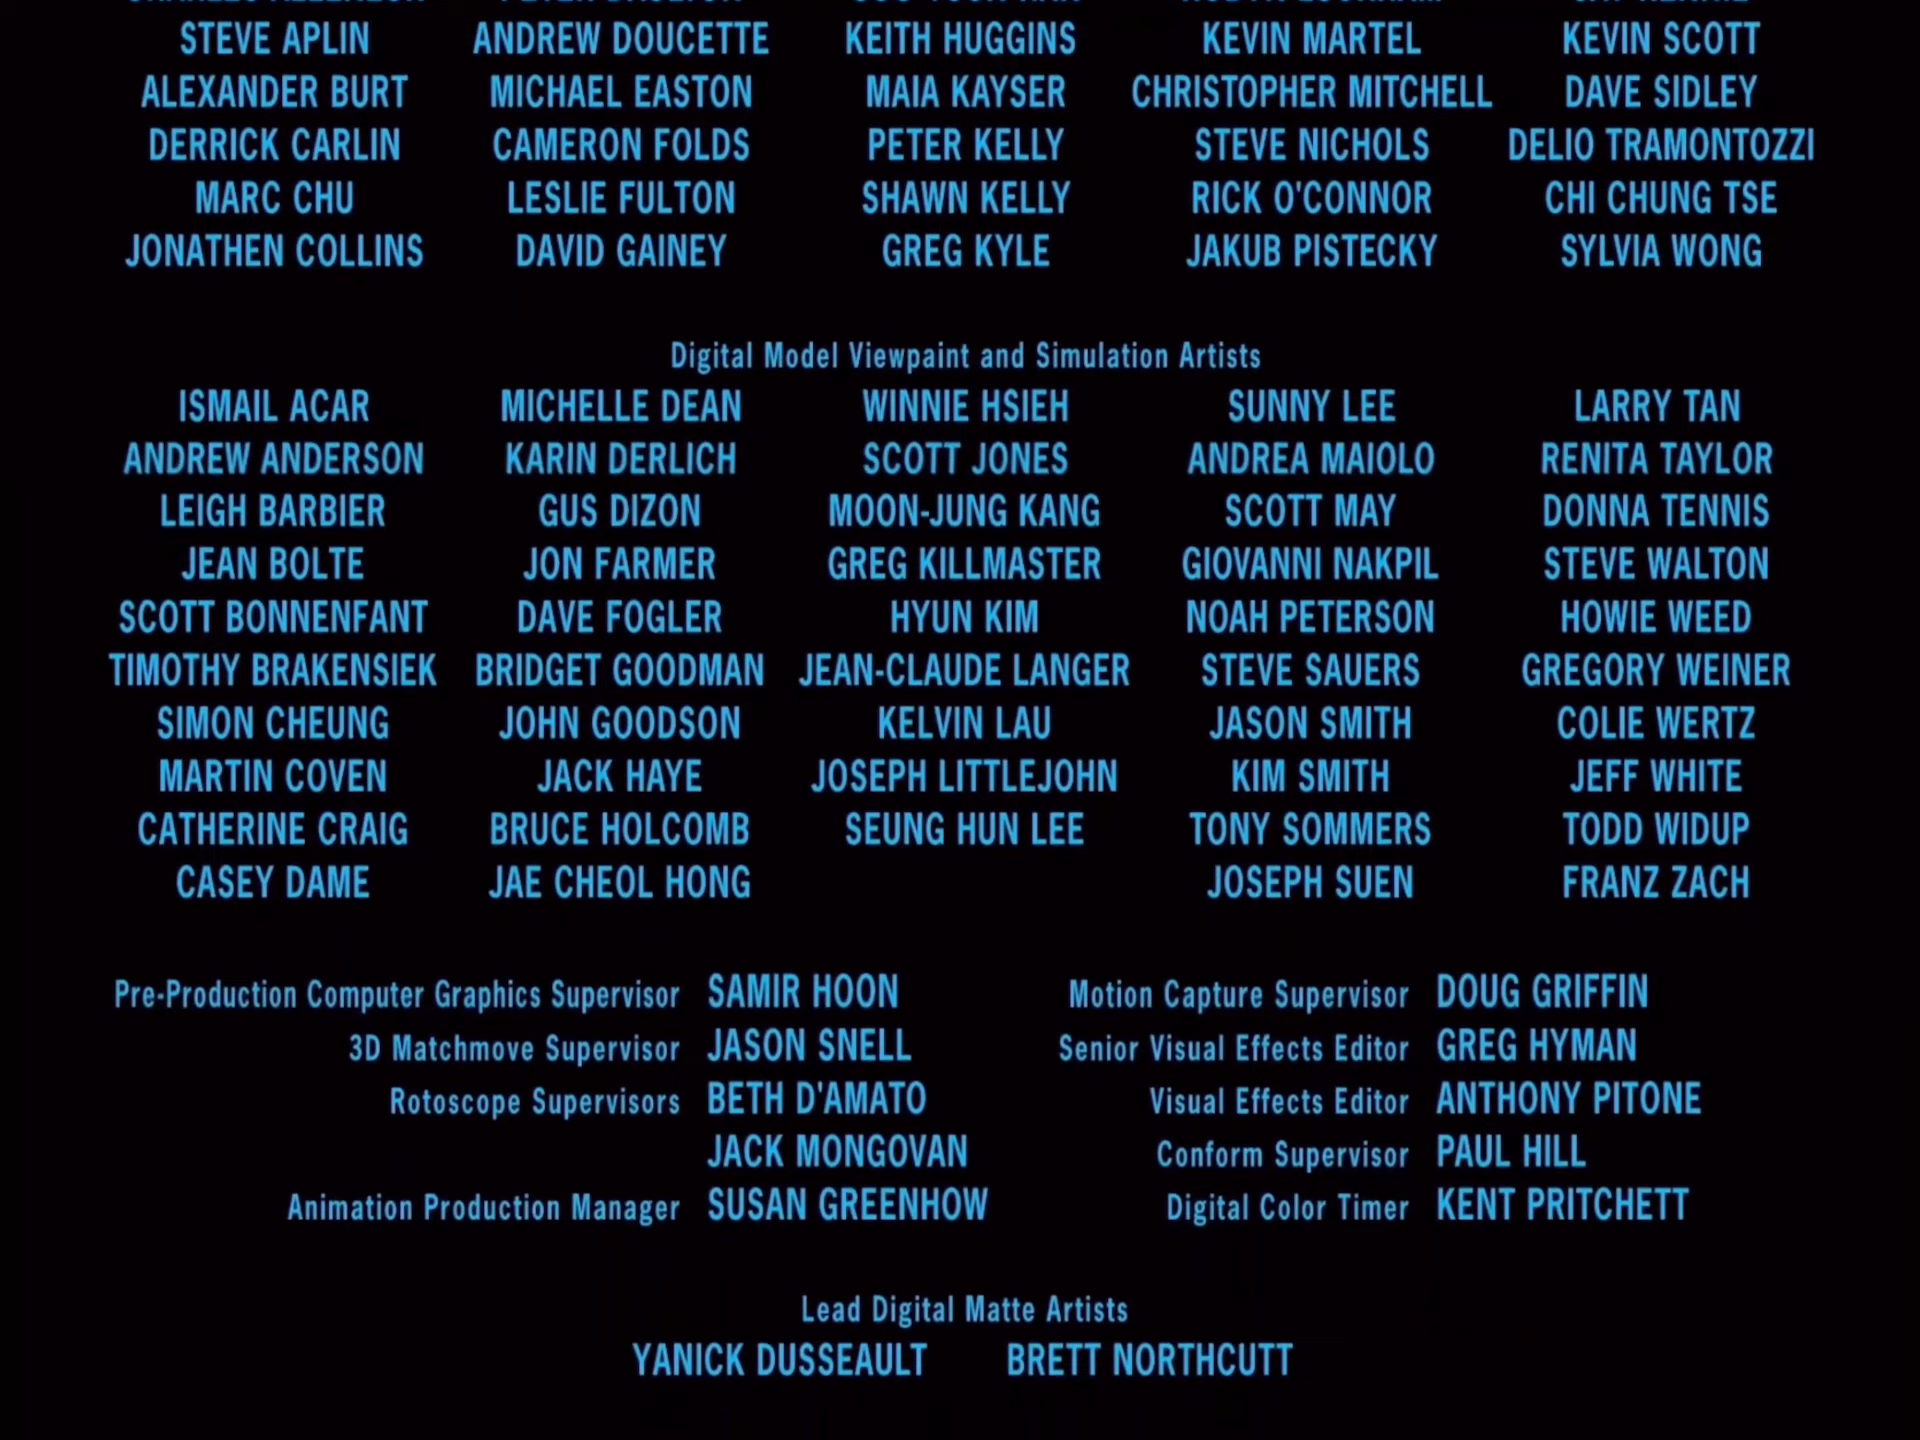 STEVE APLIN ANDREW DOUCETTE KEITH HUGGINS KEVIN MARTEL KEVIN SCOTT
ALEXANDER BURT MICHAEL EASTON MAIA KAYSER CHRISTOPHER MITCHELL DAVE SIDLEY
DERRICK CARLIN CAMERON FOLDS PETER KELLY STEVE NICHOLS DELIO TRAMONTOZZI
MARC CHU LESLIE FULTON SHAWN KELLY RICK O'CONNOR CHI CHUNG TSE
JONATHEN COLLINS DAVID GAINEY GREG KYLE JAKUB PISTECKY SYLVIA WONG
Digital Model Viewpaint and Simulation Artists
ISMAIL ACAR MICHELLE DEAN WINNIE HSIEH SUNNY LEE LARRY TAN
ANDREW ANDERSON KARIN DERLICH SCOTT JONES ANDREA MAIOLO RENITA TAYLOR
LEIGH BARBIER GUS DIZON MOON-JUNG KANG SCOTT MAY DONNA TENNIS
JEAN BOLTE JON FARMER GREG KILLMASTER GIOVANNI NAKPIL STEVE WALTON
SCOTT BONNENFANT DAVE FOGLER HYUN KIM NOAH PETERSON HOWIE WEED
TIMOTHY BRAKENSIEK BRIDGET GOODMAN JEAN-CLAUDE LANGER STEVE SAUERS GREGORY WEINER
SIMON CHEUNG JOHN GOODSON KELVIN LAU JASON SMITH COLIE WERTZ
MARTIN COVEN JACK HAYE JOSEPH LITTLEJOHN KIM SMITH JEFF WHITE
CATHERINE CRAIG BRUCE HOLCOMB SEUNG HUN LEE TONY SOMMERS TODD WIDUP
CASEY DAME JAE CHEOL HONG JOSEPH SUEN FRANZ ZACH
Pre-Production Computer Graphics Supervisor SAMIR HOON Motion Capture Supervisor DOUG GRIFFIN
3D Matchmove Supervisor JASON SNELL Senior Visual Effects Editor GREG HYMAN
Rotoscope Supervisors BETH D'AMATO Visual Effects Editor ANTHONY PITONE
JACK MONGOVAN Conform Supervisor PAUL HILL
Animation Production Manager SUSAN GREENHOW Digital Color Timer KENT PRITCHETT
Lead Digital Matte Artists
YANICK DUSSEAULT BRETT NORTHCUTT